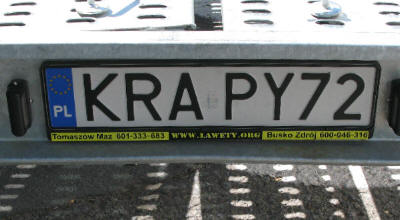 PL KRA PY72
Tomaszów Maz 601-333-683 WWW.LAWETY.ORG Busko Zdrój 600-046-316